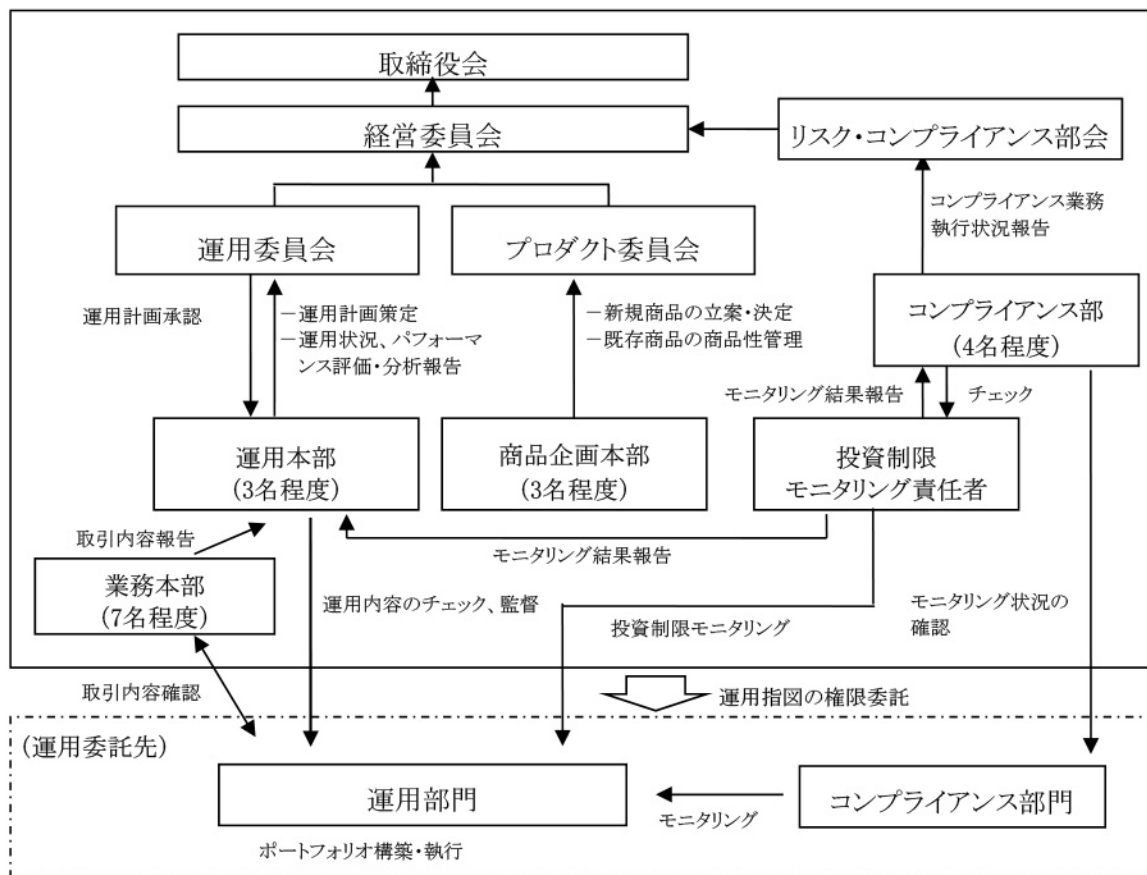 取締役会
経営委員会
リスク・コンプライアンス部会
コンプライアンス業務
執行状況報告
運用委員会
プロダクト委員会
運用計画承認
－運用計画策定
－運用状況、パフォーマ
ンス評価・分析報告
－新規商品の立案・決定
－既存商品の商品性管理
コンプライアンス部
(4名程度)
モニタリング結果報告
チェック
運用本部
(3名程度)
商品企画本部
(3名程度)
投資制限
モニタリング責任者
取引内容報告
モニタリング結果報告
業務本部
(7名程度)
運用内容のチェック、監督
投資制限モニタリング
モニタリング状況の
確認
取引内容確認
運用指図の権限委託
(運用委託先)
運用部門
モニタリング
コンプライアンス部門
ポートフォリオ構築・執行